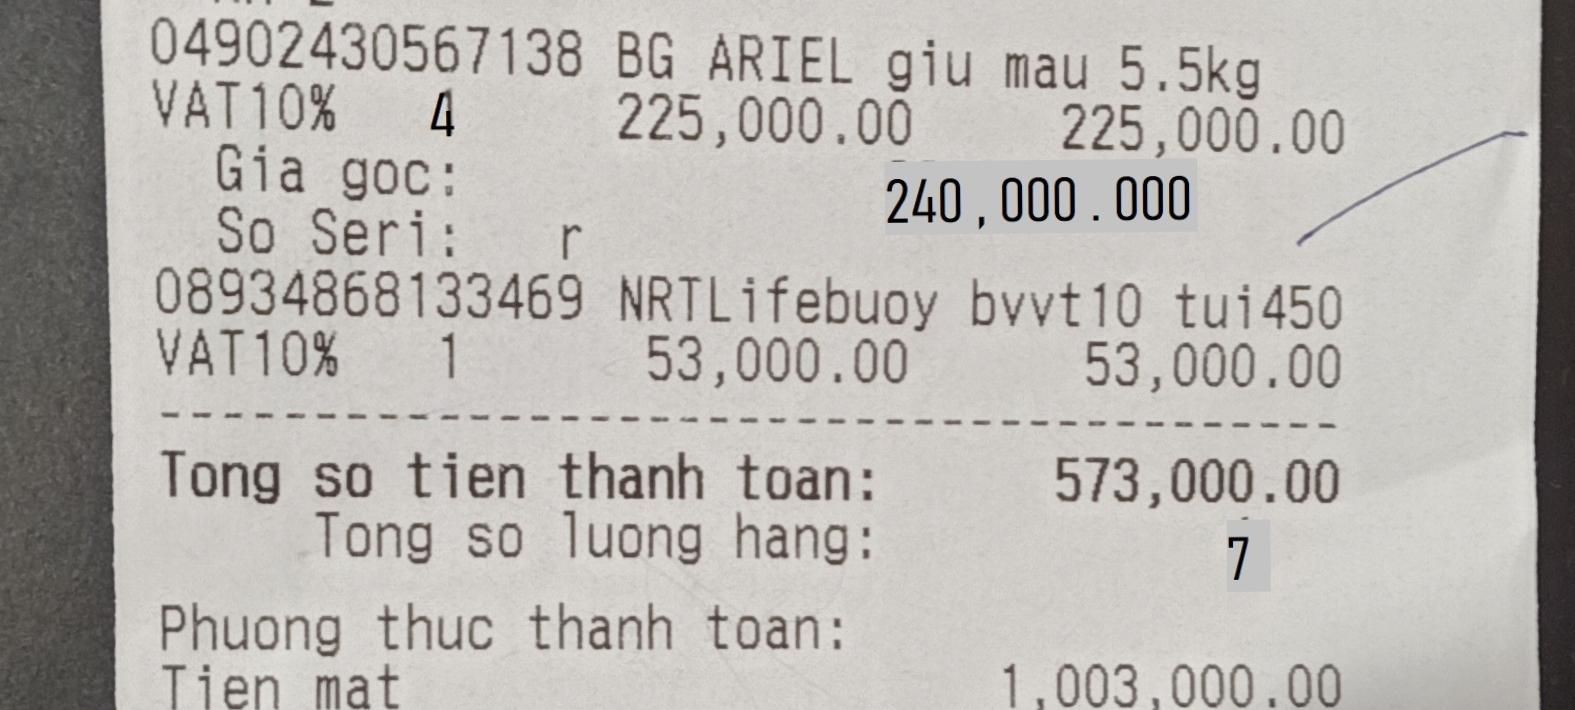 04902430567138 BG ARIEL giu mau 5.5kg
VAT10% 4 225,000.00 225,000.00
Gia goc: 240,000.000
So Seri: r
08934868133469 NRTLifebuoy bvvt10 tui450
VAT10% 1 53,000.00 53,000.00
Tong so tien thanh toan: 573,000.00
Tong so luong hang: 7
Phuong thuc thanh toan:
Tien mat 1,003,000.00